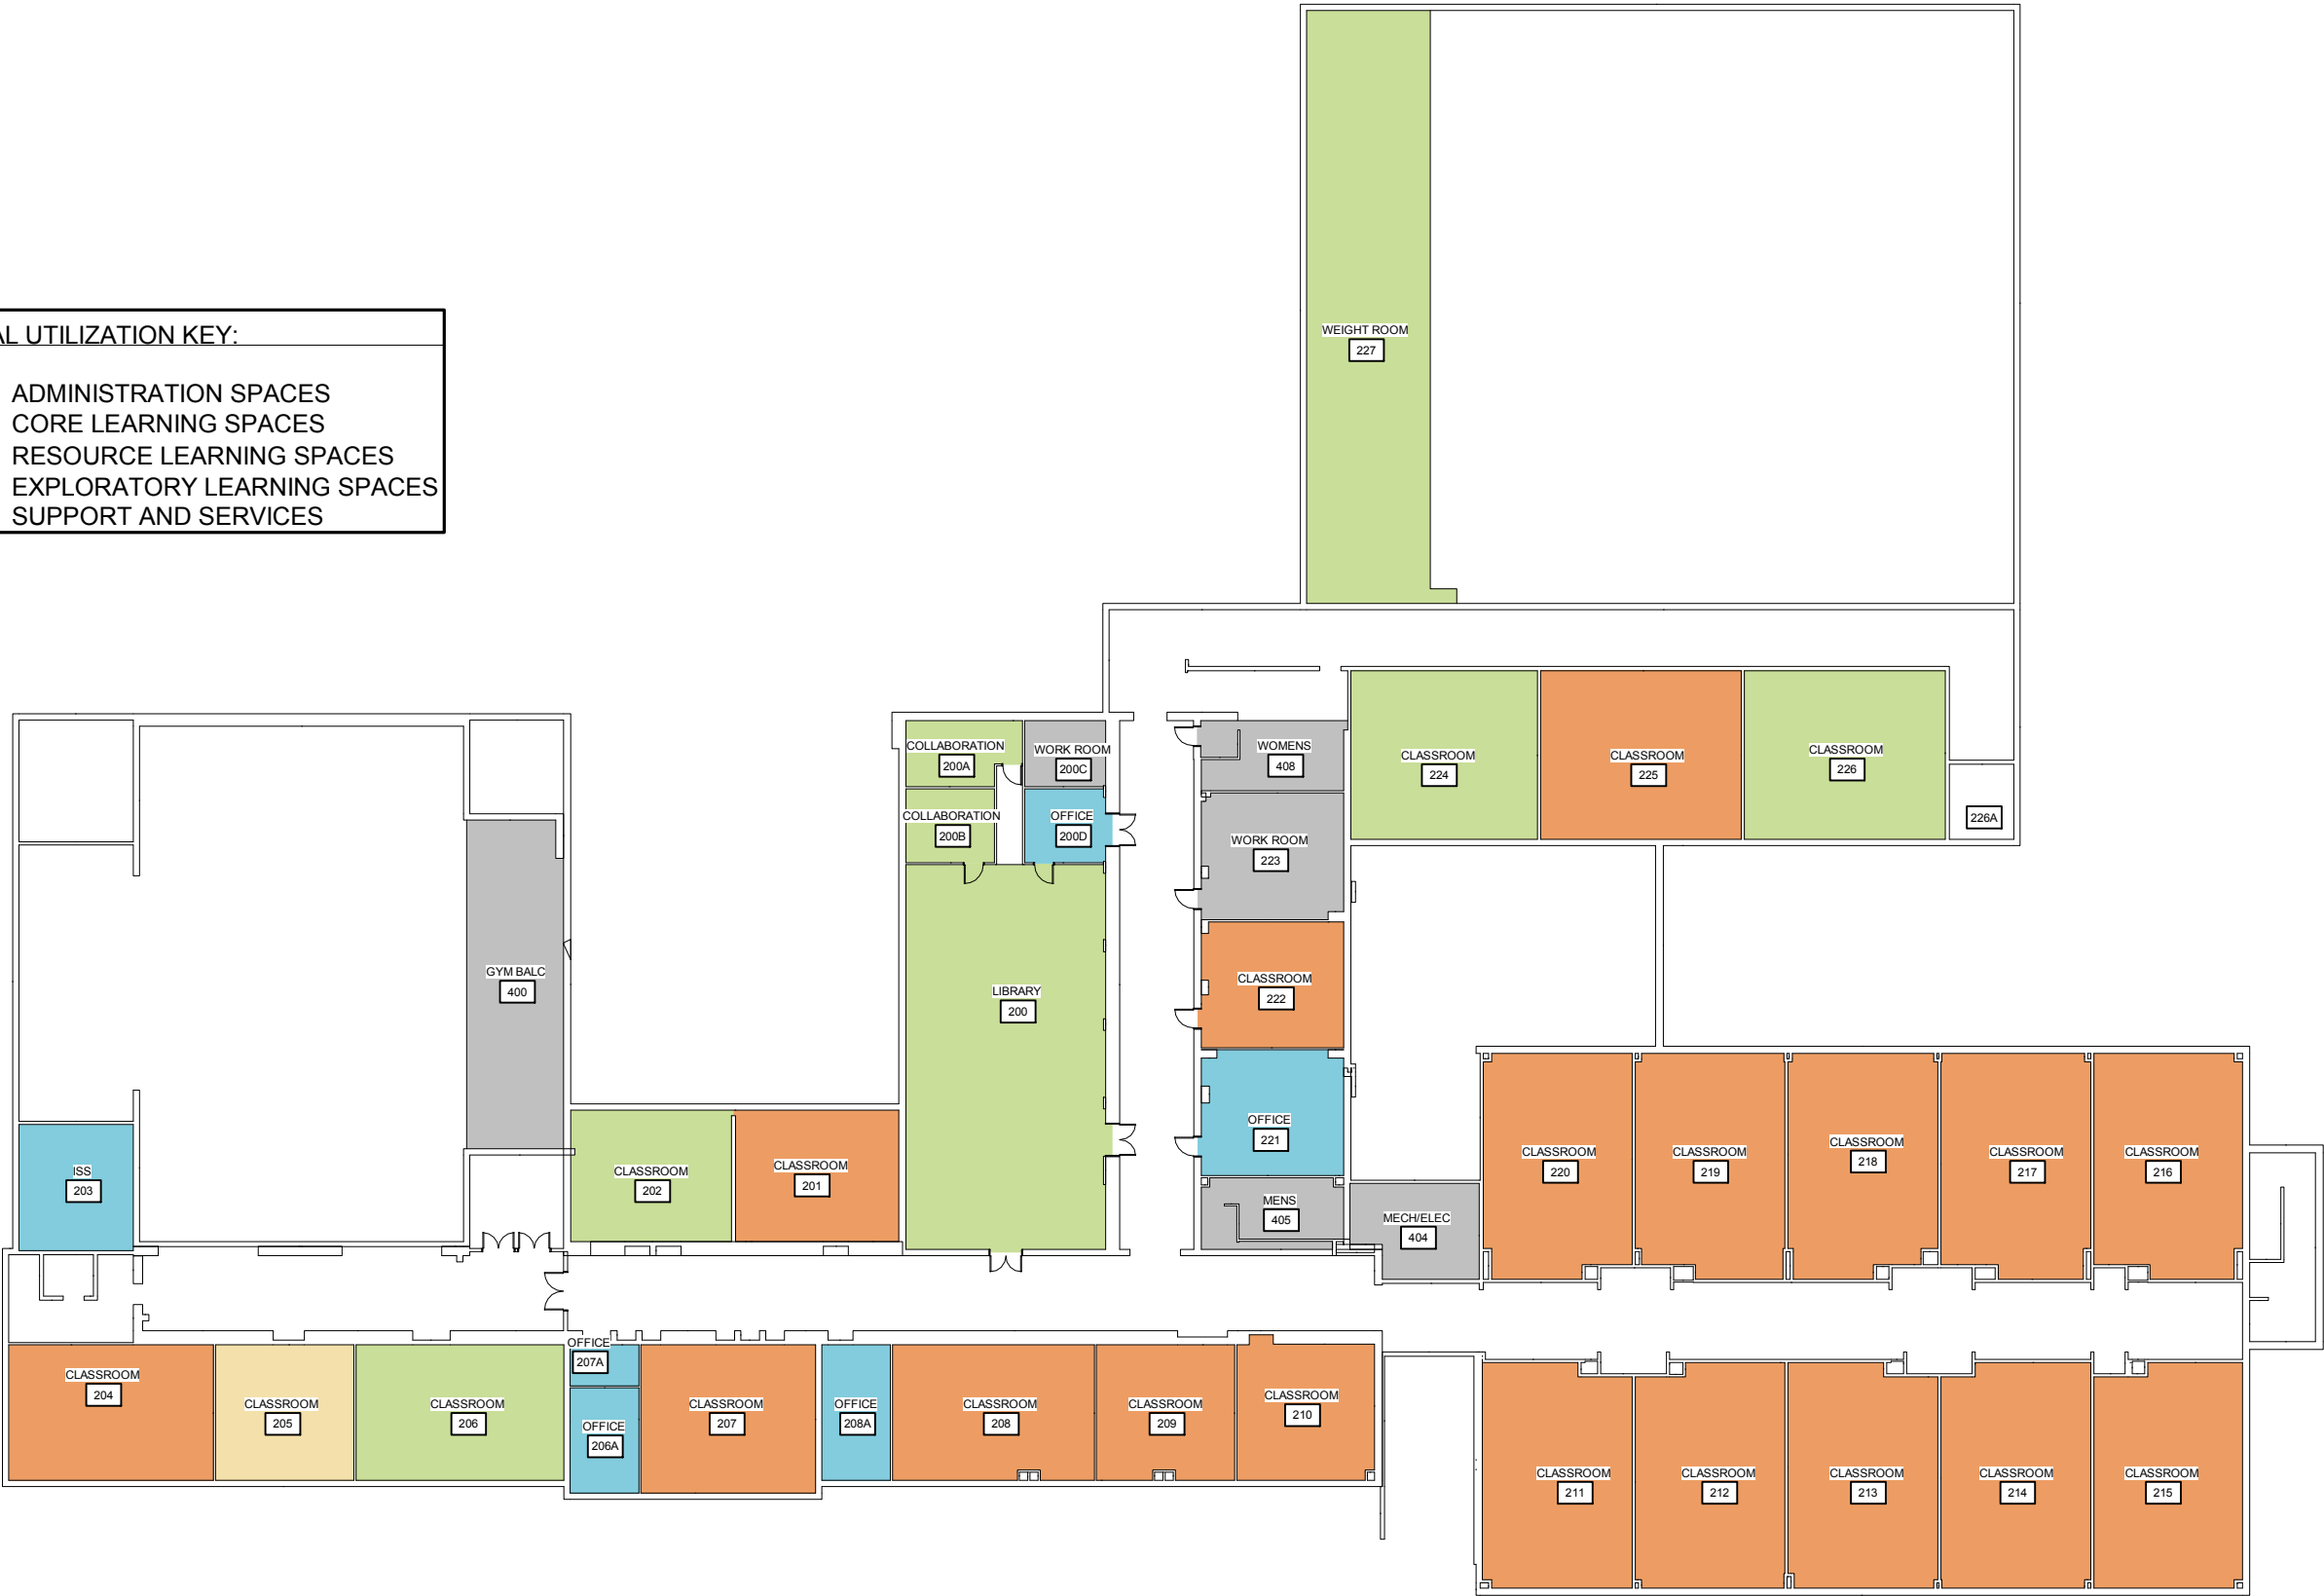 WEIGHT ROOM
227
AL UTILIZATION KEY:
ADMINISTRATION SPACES
CORE LEARNING SPACES
RESOURCE LEARNING SPACES
EXPLORATORY LEARNING SPACES
SUPPORT AND SERVICES
COLLABORATION
200A
WORK ROOM
200C
WOMENS
408
CLASSROOM
224
CLASSROOM
225
CLASSROOM
226
226A
COLLABORATION
200B
OFFICE
200D
WORK ROOM
223
GYM BALC
400
LIBRARY
200
CLASSROOM
222
OFFICE
221
ISS
203
CLASSROOM
202
CLASSROOM
201
MENS
405
MECH/ELEC
404
CLASSROOM
220
CLASSROOM
219
CLASSROOM
218
CLASSROOM
217
CLASSROOM
216
CLASSROOM
204
CLASSROOM
205
CLASSROOM
206
OFFICE
207A
OFFICE
206A
CLASSROOM
207
OFFICE
208A
CLASSROOM
208
CLASSROOM
209
CLASSROOM
210
CLASSROOM
211
CLASSROOM
212
CLASSROOM
213
CLASSROOM
214
CLASSROOM
215